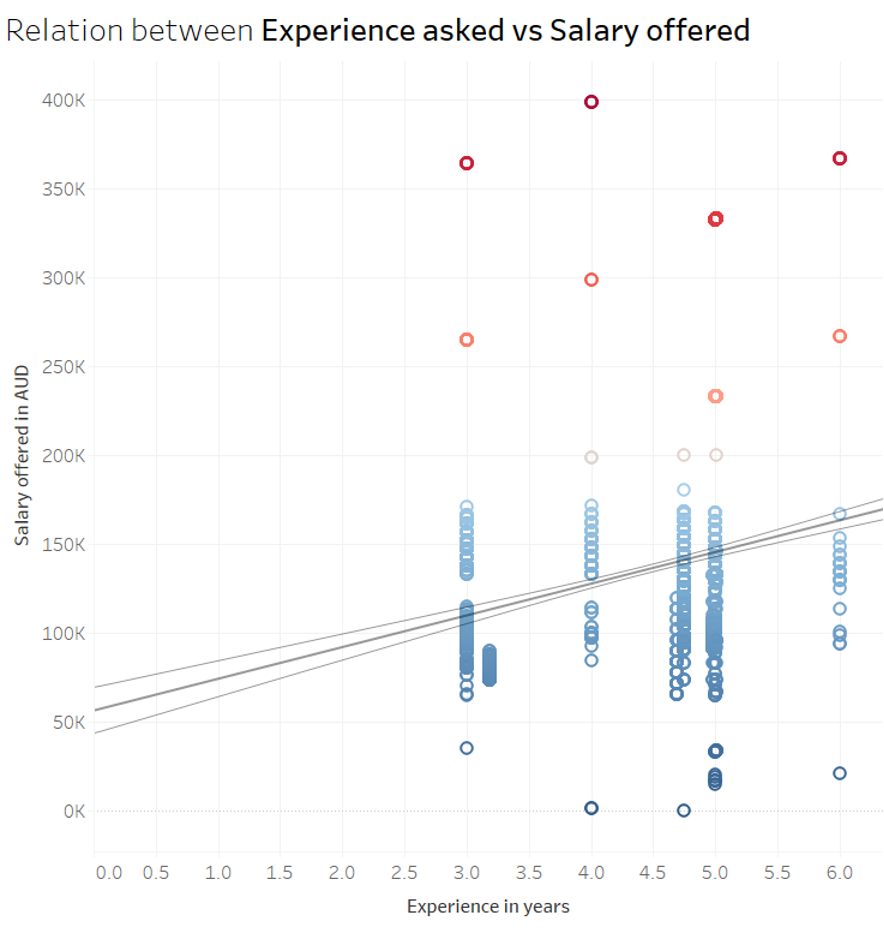 Relation between Experience asked vs Salary offered
400K
350K
300K
250K
200K
150K
100K
50K
0K
Salary offered in AUD
0.0 0.5 1.0 1.5 2.0 2.5 3.0 3.5 4.0 4.5 5.0 5.5 6.0
Experience in years